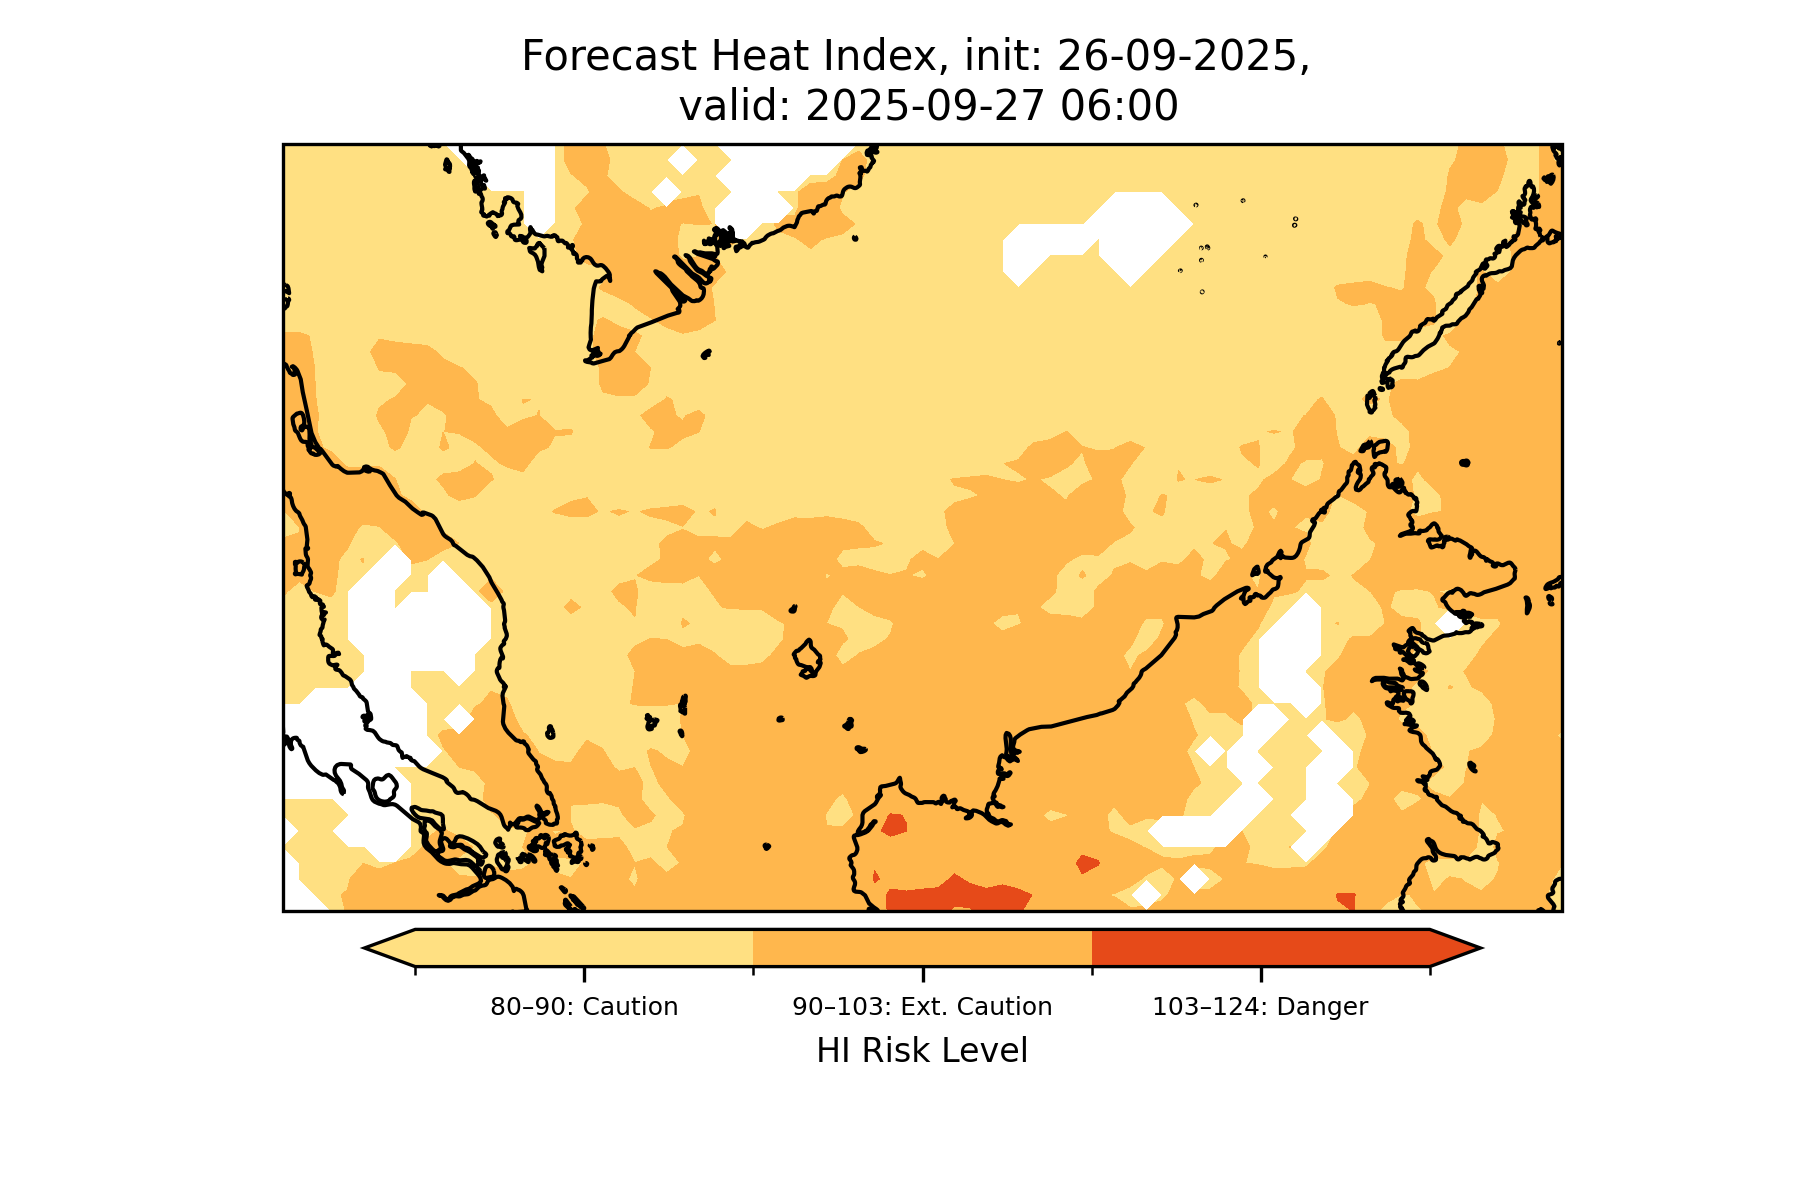 Forecast Heat Index, init: 26-09-2025,
valid: 2025-09-27 06:00
80–90: Caution
90–103: Ext. Caution
103–124: Danger
HI Risk Level